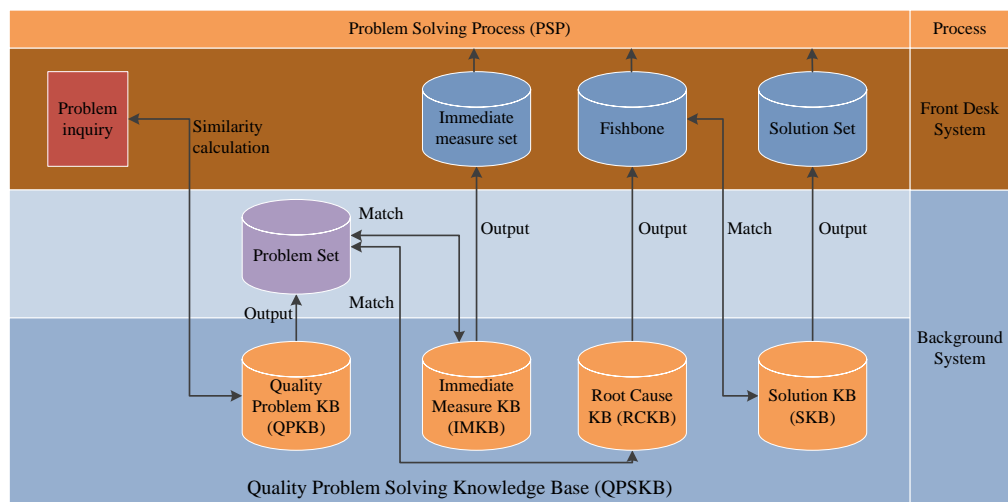 Problem Solving Process (PSP)
Process
Problem
inquiry
Similarity
calculation
Immediate
measure set
Fishbone
Solution Set
Front Desk
System
Match
Problem Set
Output
Output
Match
Output
Match
Output
Background
System
Quality
Problem KB
(QPKB)
Immediate
Measure KB
(IMKB)
Root Cause
KB (RCKB)
Solution KB
(SKB)
Quality Problem Solving Knowledge Base (QPSKB)